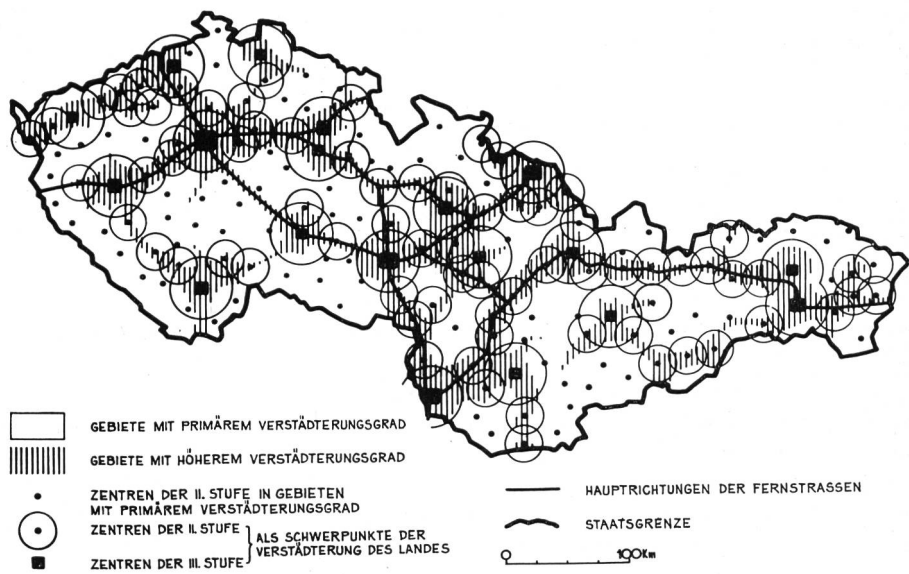 GEBIETE MIT PRIMÄREM VERSTÄDTERUNGSGRAD
GEBIETE MIT HÖHEREM VERSTÄDTERUNGSGRAD
ZENTREN DER II. STUFE IN GEBIETEN
MIT PRIMÄREM VERSTÄDTERUNGSGRAD
ZENTREN DER II. STUFE
ZENTREN DER III. STUFE
ALS SCHWERPUNKTE DER
VERSTÄDTERUNG DES LANDES
HAUPTRICHTUNGEN DER FERNSTRASSEN
STAATSGRENZE
0 100Km